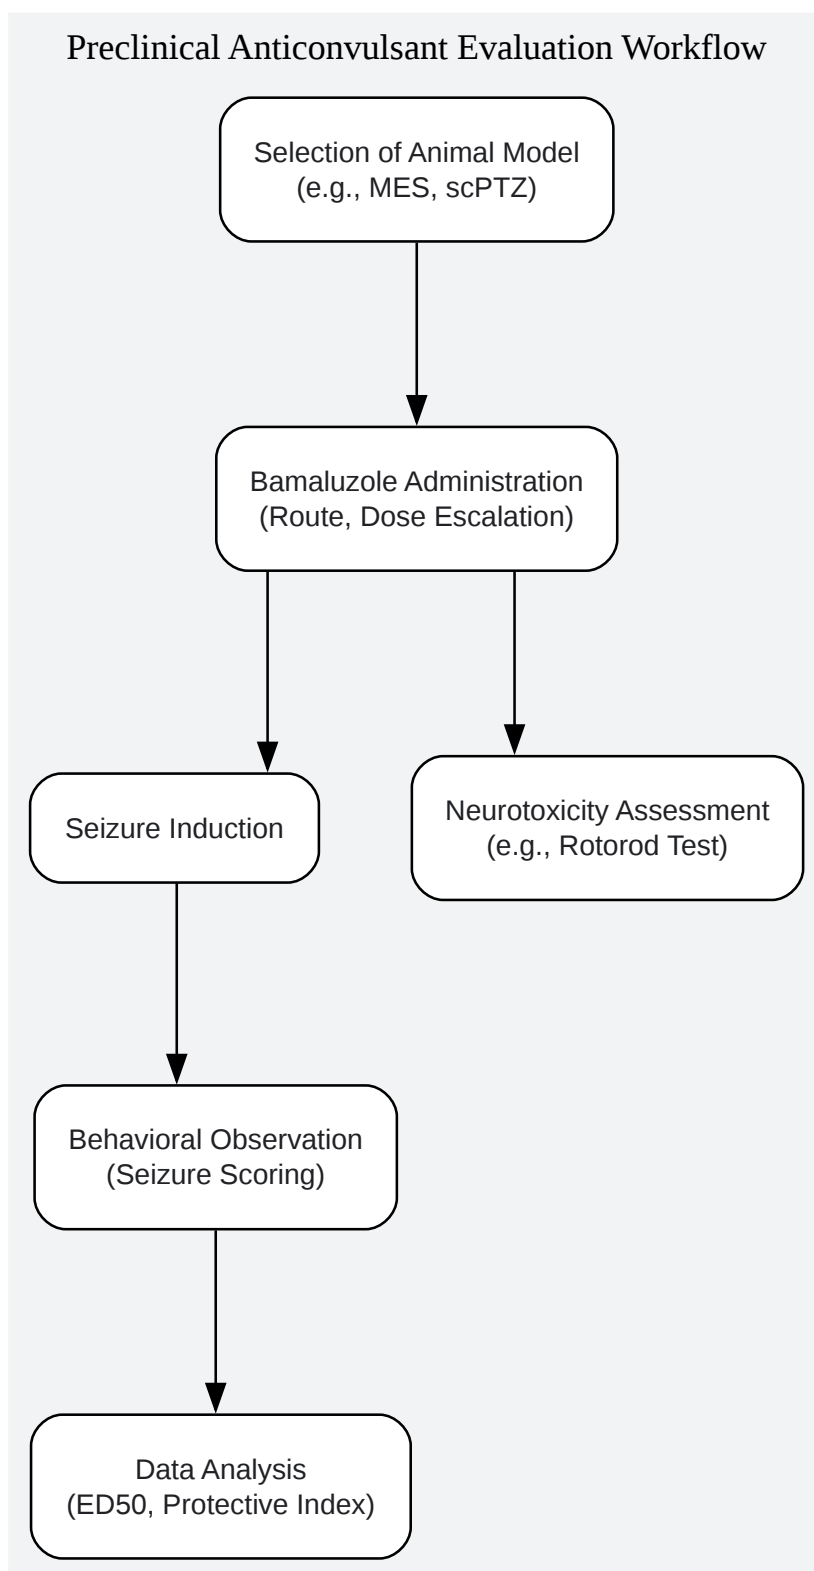 Preclinical Anticonvulsant Evaluation Workflow
Selection of Animal Model
(e.g., MES, scPTZ)
Bamaluzole Administration
(Route, Dose Escalation)
Seizure Induction
Neurotoxicity Assessment
(e.g., Rotorod Test)
Behavioral Observation
(Seizure Scoring)
Data Analysis
(ED50, Protective Index)